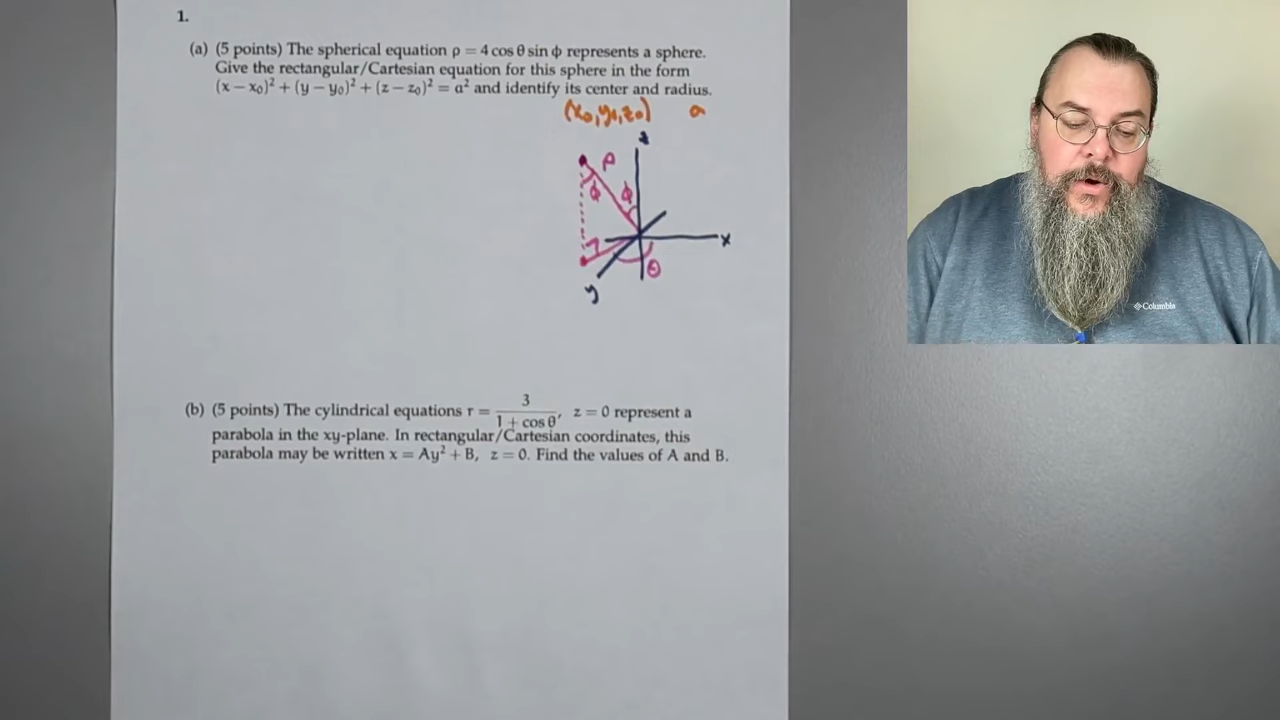 1.
(a) (5 points) The spherical equation ρ = 4 cos θ sin ϕ represents a sphere.
Give the rectangular/Cartesian equation for this sphere in the form
(x − x₀)² + (y − y₀)² + (z − z₀)² = a² and identify its center and radius.
(x₀,y₀,z₀) a
z
ρ
ϕ ϕ
x
θ
y
(b) (5 points) The cylindrical equations r = 3/(1 + cos θ), z = 0 represent a
parabola in the xy-plane. In rectangular/Cartesian coordinates, this
parabola may be written x = Ay² + B, z = 0. Find the values of A and B.
Columbia